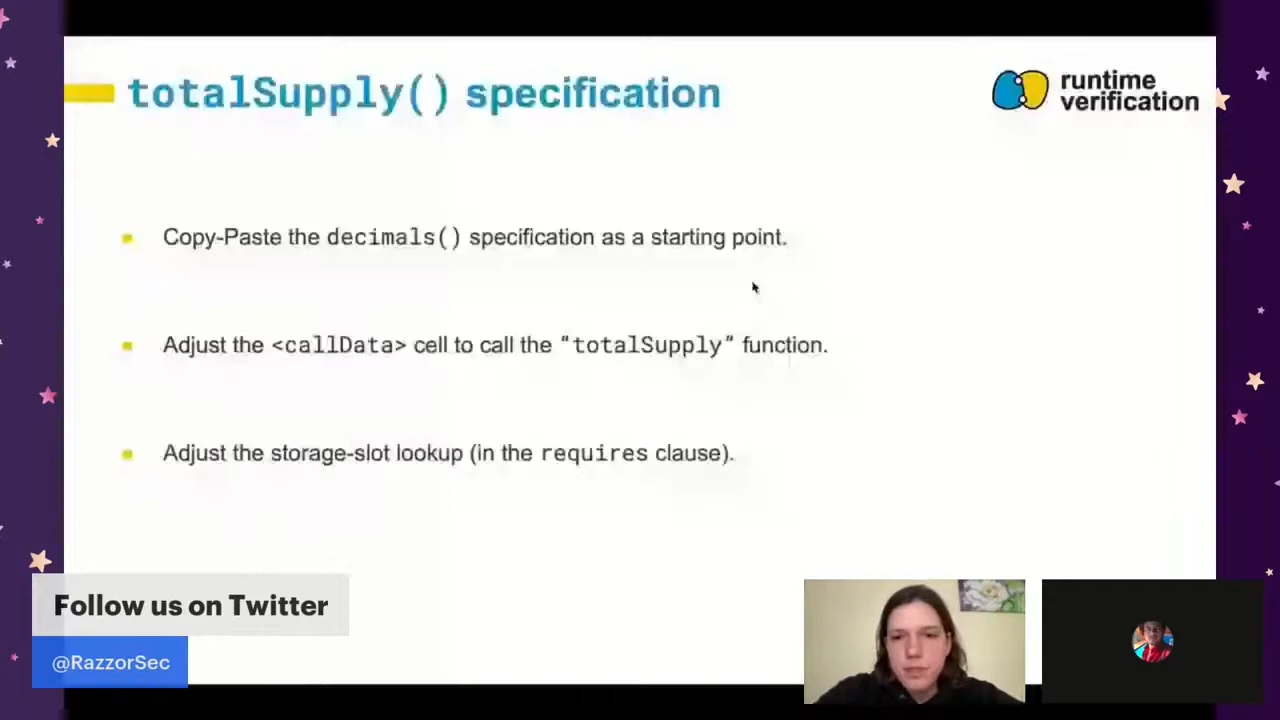 totalSupply() specification
runtime
verification
Copy-Paste the decimals() specification as a starting point.
Adjust the <callData> cell to call the “totalSupply” function.
Adjust the storage-slot lookup (in the requires clause).
Follow us on Twitter
@RazzorSec